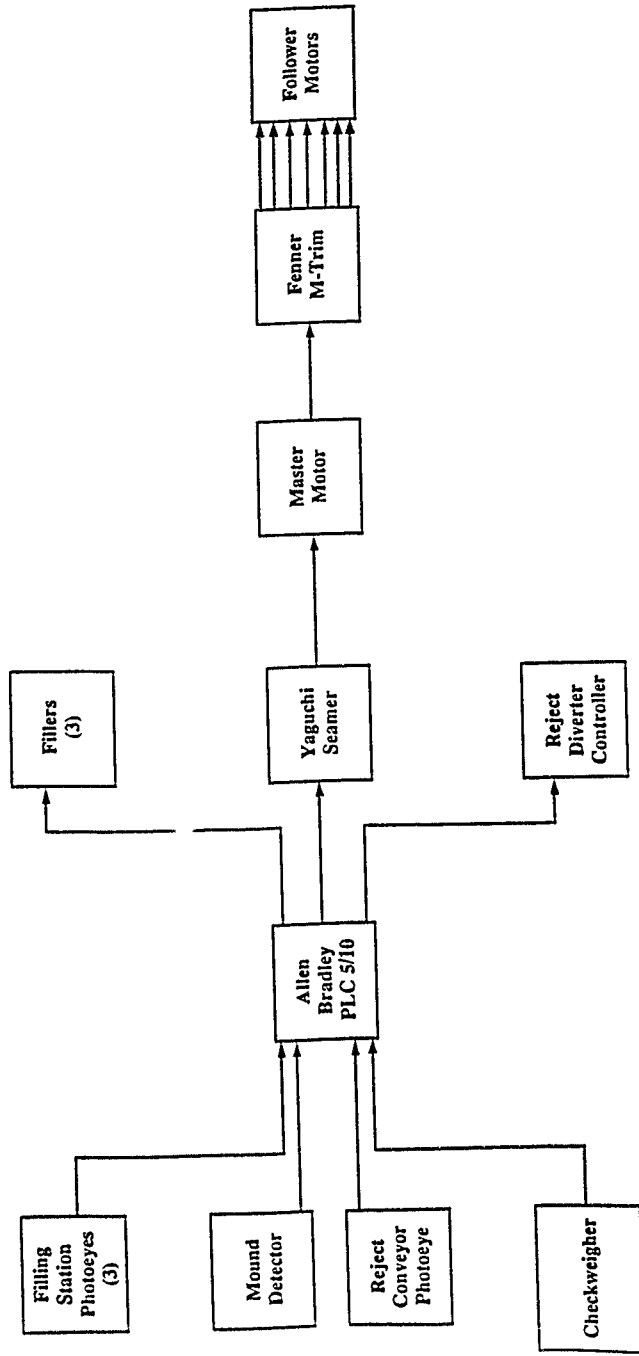 Filling
Station
Photoeyes
(3)
Mound
Detector
Reject
Conveyor
Photoeye
Checkweigher
Allen
Bradley
PLC 5/10
Fillers
(3)
Yaguchi
Seamer
Reject
Diverter
Controller
Master
Motor
Fenner
M-Trim
Follower
Motors